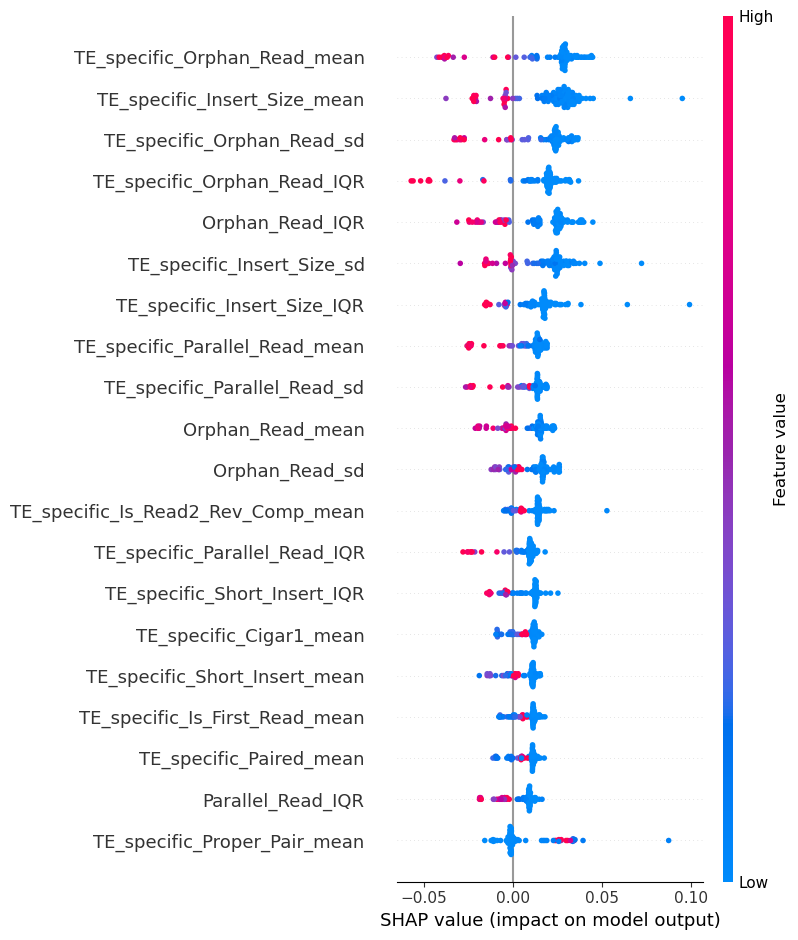 High
TE_specific_Orphan_Read_mean
TE_specific_Insert_Size_mean
TE_specific_Orphan_Read_sd
TE_specific_Orphan_Read_IQR
Orphan_Read_IQR
TE_specific_Insert_Size_sd
TE_specific_Insert_Size_IQR
TE_specific_Parallel_Read_mean
TE_specific_Parallel_Read_sd
Orphan_Read_mean
Orphan_Read_sd
TE_specific_Is_Read2_Rev_Comp_mean
TE_specific_Parallel_Read_IQR
TE_specific_Short_Insert_IQR
TE_specific_Cigar1_mean
TE_specific_Short_Insert_mean
TE_specific_Is_First_Read_mean
TE_specific_Paired_mean
Parallel_Read_IQR
TE_specific_Proper_Pair_mean
Feature value
Low
−0.05 0.00 0.05 0.10
SHAP value (impact on model output)